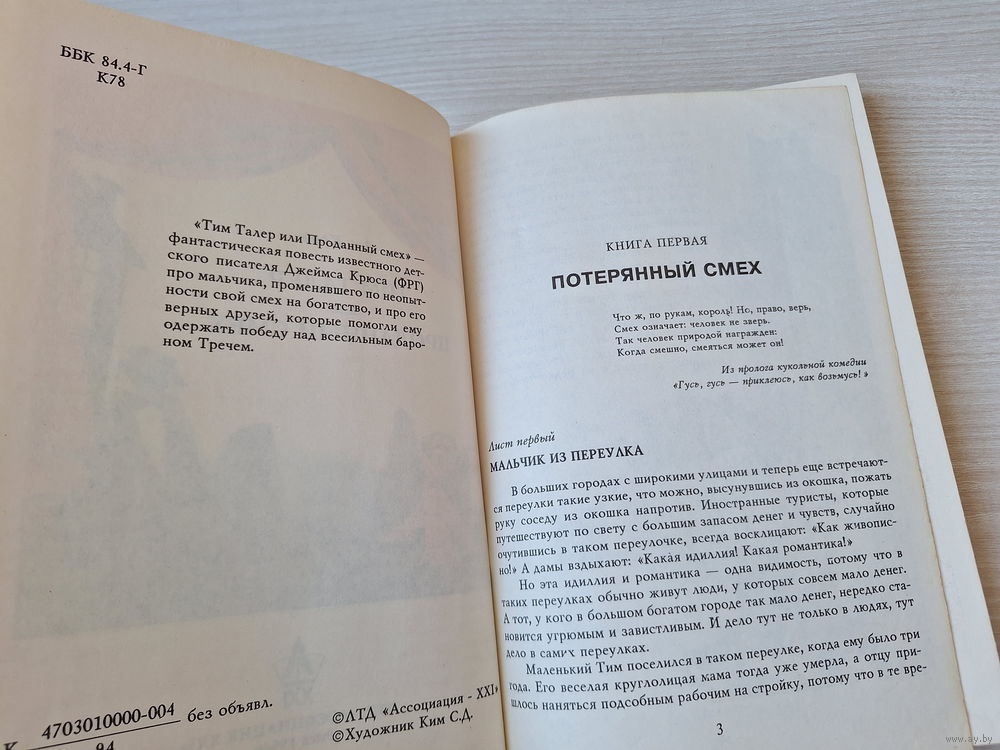 ББК 84.4-Г
К78
«Тим Талер или Проданный смех» —
фантастическая повесть известного дет-
ского писателя Джеймса Крюса (ФРГ)
про мальчика, променявшего по неопыт-
ности свой смех на богатство, и про его
верных друзей, которые помогли ему
одержать победу над всесильным баро-
ном Тречем.
К 4703010000-004 без объявл.
94
©ЛТД «Ассоциация - XXI»
©Художник Ким С.Д.
КНИГА ПЕРВАЯ
ПОТЕРЯННЫЙ СМЕХ
Что ж, по рукам, король! Но, право, верь,
Смех означает: человек не зверь.
Так человек природой награжден:
Когда смешно, смеяться может он!
Из пролога кукольной комедии
«Гусь, гусь — приклеюсь, как возьмусь!»
Лист первый
МАЛЬЧИК ИЗ ПЕРЕУЛКА
В больших городах с широкими улицами и теперь еще встречают-
ся переулки такие узкие, что можно, высунувшись из окошка, пожать
руку соседу из окошка напротив. Иностранные туристы, которые
путешествуют по свету с большим запасом денег и чувств, случайно
очутившись в таком переулочке, всегда восклицают: «Как живопис-
но!» А дамы вздыхают: «Какая идиллия! Какая романтика!»
Но эта идиллия и романтика — одна видимость, потому что в
таких переулках обычно живут люди, у которых совсем мало денег.
А тот, у кого в большом богатом городе так мало денег, нередко ста-
новится угрюмым и завистливым. И дело тут не только в людях, тут
дело в самих переулках.
Маленький Тим поселился в таком переулке, когда ему было три
года. Его веселая круглолицая мама тогда уже умерла, а отцу при-
шлось наняться подсобным рабочим на стройку, потому что в те вре-
3
www.ay.by